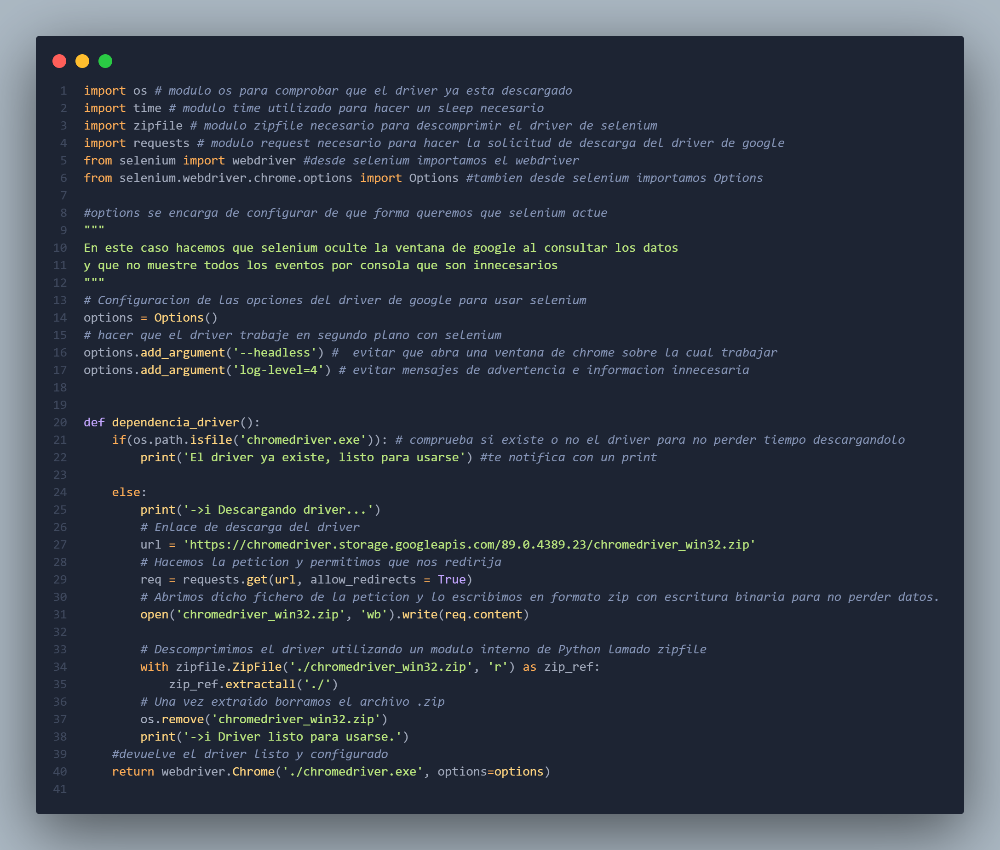 1 import os # modulo os para comprobar que el driver ya esta descargado
2 import time # modulo time utilizado para hacer un sleep necesario
3 import zipfile # modulo zipfile necesario para descomprimir el driver de selenium
4 import requests # modulo request necesario para hacer la solicitud de descarga del driver de google
5 from selenium import webdriver #desde selenium importamos el webdriver
6 from selenium.webdriver.chrome.options import Options #tambien desde selenium importamos Options
7
8 #options se encarga de configurar de que forma queremos que selenium actue
9 """
10 En este caso hacemos que selenium oculte la ventana de google al consultar los datos
11 y que no muestre todos los eventos por consola que son innecesarios
12 """
13 # Configuracion de las opciones del driver de google para usar selenium
14 options = Options()
15 # hacer que el driver trabaje en segundo plano con selenium
16 options.add_argument('--headless') #  evitar que abra una ventana de chrome sobre la cual trabajar
17 options.add_argument('log-level=4') # evitar mensajes de advertencia e informacion innecesaria
18
19
20 def dependencia_driver():
21     if(os.path.isfile('chromedriver.exe')): # comprueba si existe o no el driver para no perder tiempo descargandolo
22         print('El driver ya existe, listo para usarse') #te notifica con un print
23
24     else:
25         print('->i Descargando driver...')
26         # Enlace de descarga del driver
27         url = 'https://chromedriver.storage.googleapis.com/89.0.4389.23/chromedriver_win32.zip'
28         # Hacemos la peticion y permitimos que nos redirija
29         req = requests.get(url, allow_redirects = True)
30         # Abrimos dicho fichero de la peticion y lo escribimos en formato zip con escritura binaria para no perder datos.
31         open('chromedriver_win32.zip', 'wb').write(req.content)
32
33         # Descomprimimos el driver utilizando un modulo interno de Python lamado zipfile
34         with zipfile.ZipFile('./chromedriver_win32.zip', 'r') as zip_ref:
35             zip_ref.extractall('./')
36         # Una vez extraido borramos el archivo .zip
37         os.remove('chromedriver_win32.zip')
38         print('->i Driver listo para usarse.')
39     #devuelve el driver listo y configurado
40     return webdriver.Chrome('./chromedriver.exe', options=options)
41